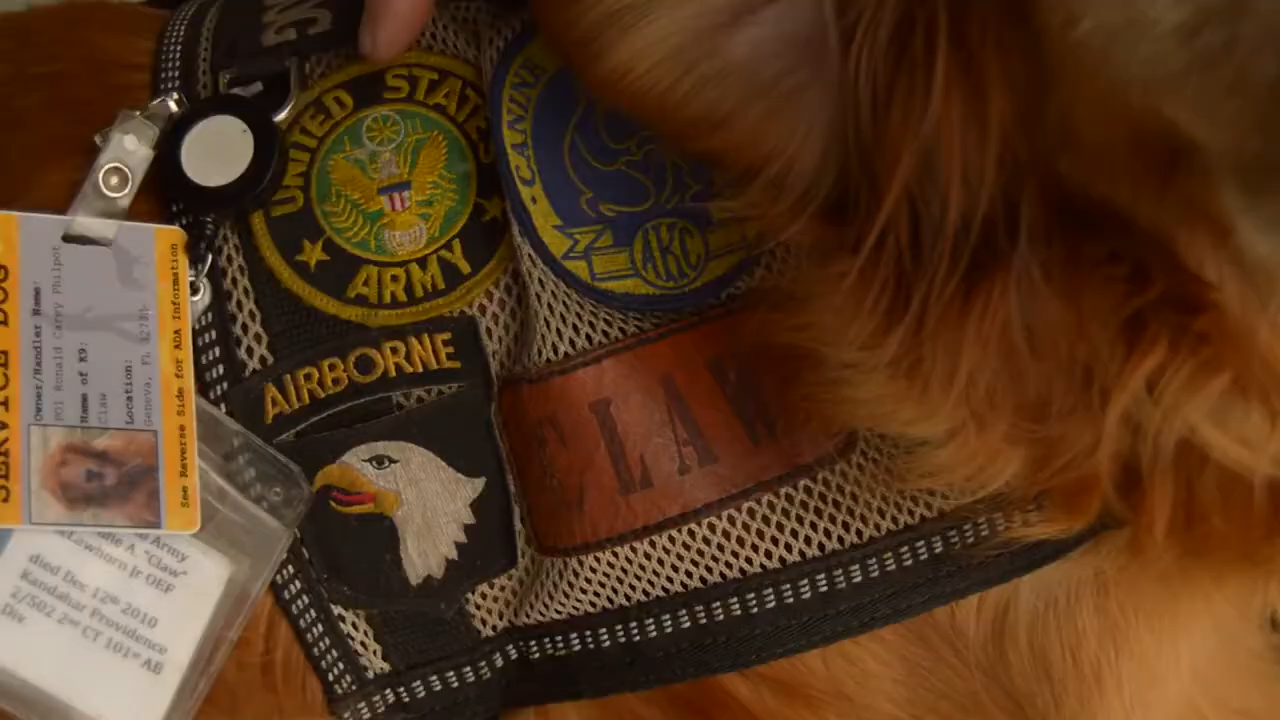 UNITED STATES
ARMY
CANINE
AKC
AIRBORNE
CLAW
SERVICE DOG
Owner/Handler Name:
Ronald Carry Philpot
Name of K9:
Claw
Location:
Geneva, FL
See Reverse Side for ADA Information
Army
A. "Claw"
Lawhorn Jr OEF
died Dec 12th 2010
Kandahar Providence
2/502 2nd CT 101st AB
Div